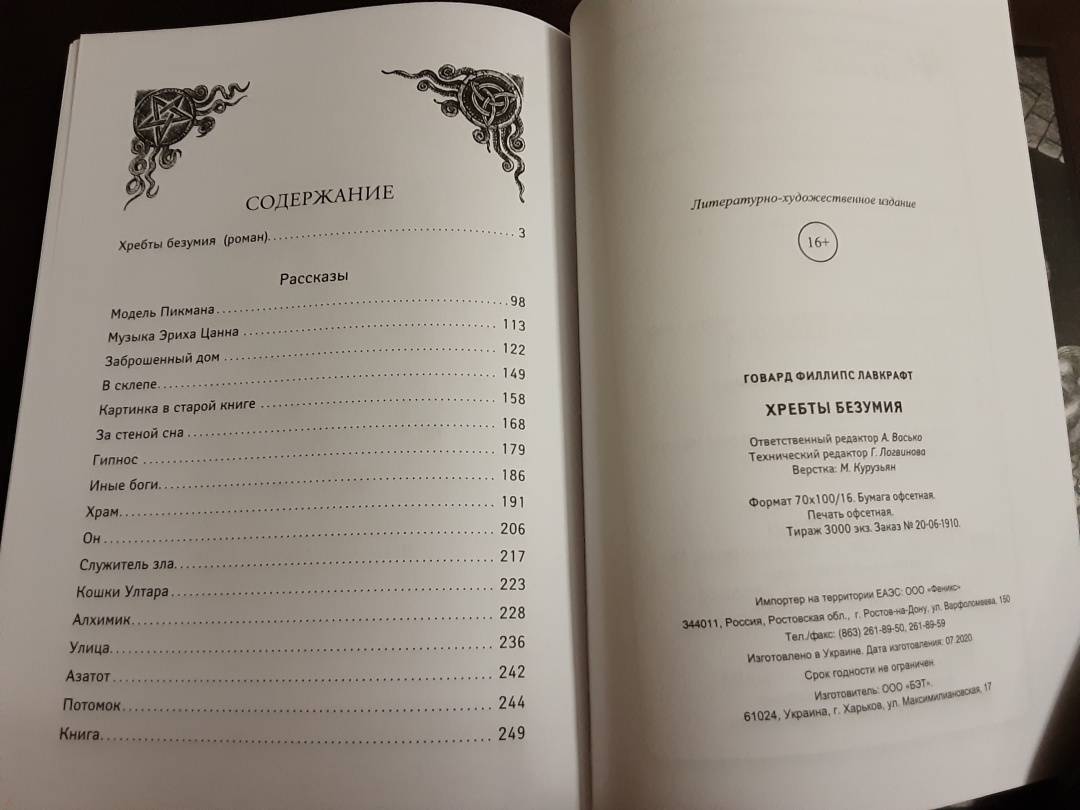 СОДЕРЖАНИЕ
Хребты безумия (роман). 3
Рассказы
Модель Пикмана 98
Музыка Эриха Цанна 113
Заброшенный дом 122
В склепе. 149
Картинка в старой книге 158
За стеной сна 168
Гипнос 179
Иные боги. 186
Храм. 191
Он 206
Служитель зла. 217
Кошки Ултара 223
Алхимик. 228
Улица. 236
Азатот 242
Потомок. 244
Книга. 249
Литературно-художественное издание
16+
ГОВАРД ФИЛЛИПС ЛАВКРАФТ
ХРЕБТЫ БЕЗУМИЯ
Ответственный редактор А. Восько
Технический редактор Г. Логвинова
Верстка: М. Курузьян
Формат 70х100/16. Бумага офсетная.
Печать офсетная.
Тираж 3000 экз. Заказ № 20-06-1910.
Импортер на территории ЕАЭС: ООО «Феникс»
344011, Россия, Ростовская обл., г. Ростов-на-Дону, ул. Варфоломеева, 150
Тел./факс: (863) 261-89-50, 261-89-59
Изготовлено в Украине. Дата изготовления: 07.2020
Срок годности не ограничен.
Изготовитель: ООО «БЭТ».
61024, Украина, г. Харьков, ул. Максимилиановская, 17